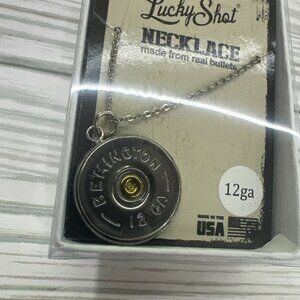 Lucky Shot
NECKLACE
made from real bullets
REMINGTON
12 GA
12ga
MADE IN THE
USA